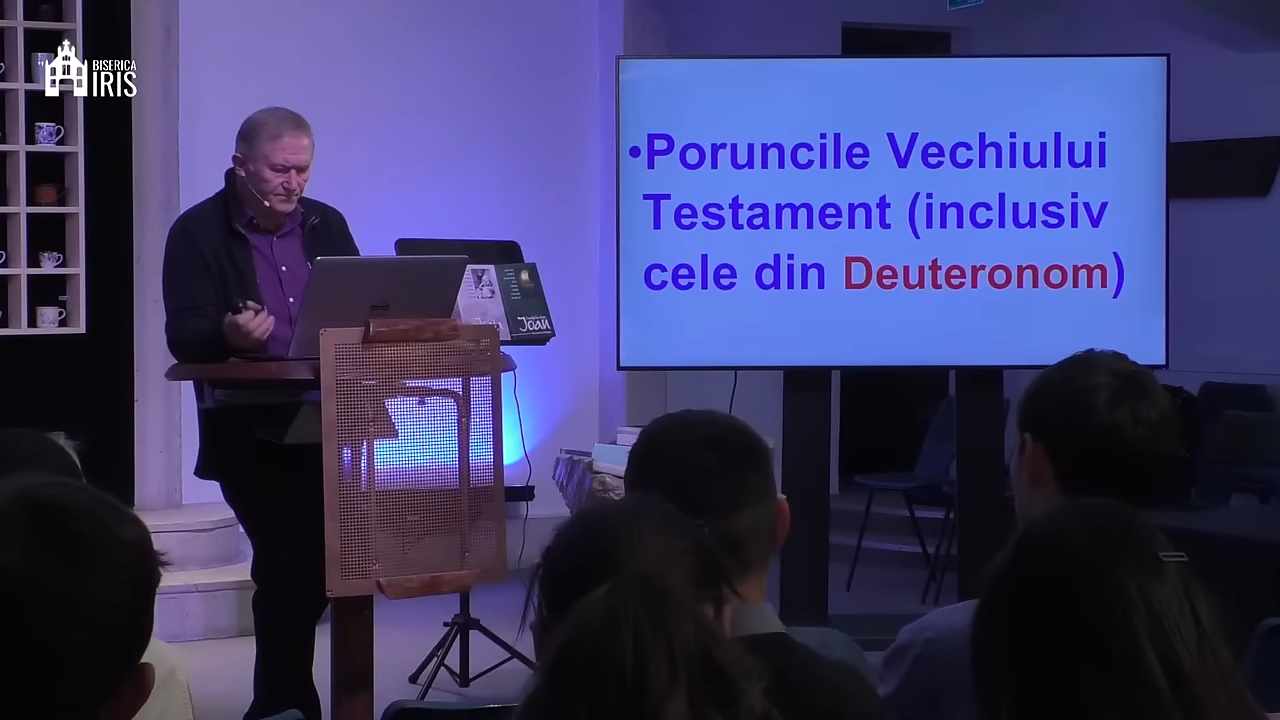 BISERICA
IRIS
•Poruncile Vechiului
Testament (inclusiv
cele din Deuteronom)
Joan